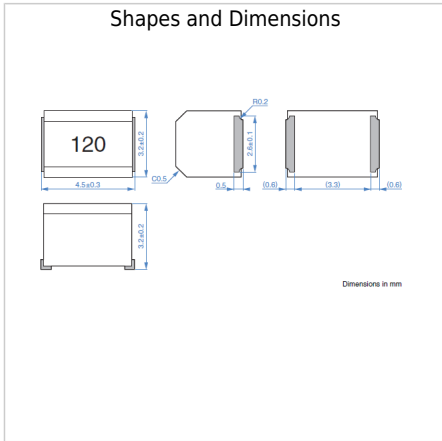 Shapes and Dimensions
120
3.2±0.2
4.5±0.3
R0.2
2.6±0.1
C0.5
0.5
(0.6)
(3.3)
(0.6)
3.2±0.2
Dimensions in mm